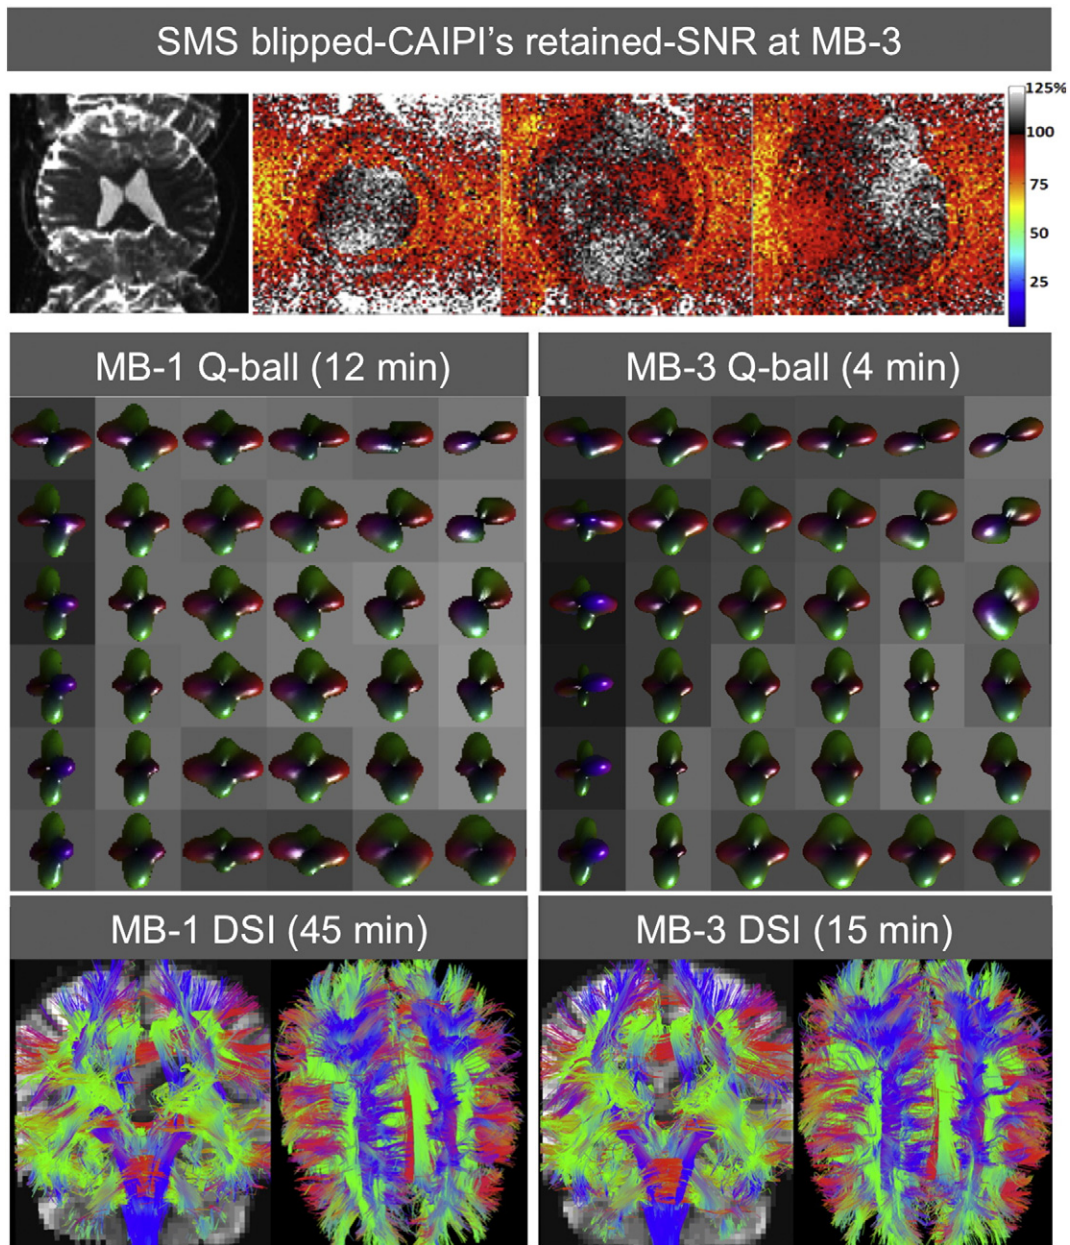 SMS blipped-CAIPI’s retained-SNR at MB-3
125%
100
75
50
25
MB-1 Q-ball (12 min)
MB-3 Q-ball (4 min)
MB-1 DSI (45 min)
MB-3 DSI (15 min)